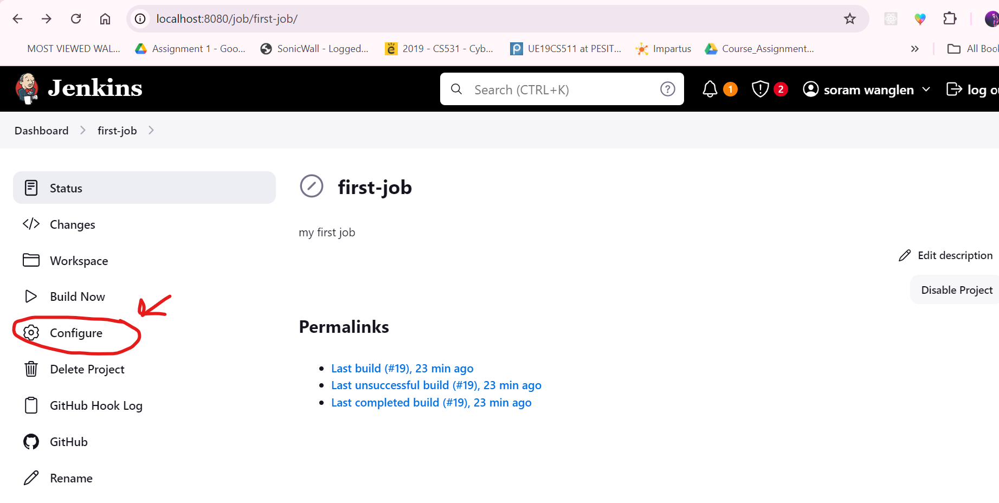 localhost:8080/job/first-job/
MOST VIEWED WAL... Assignment 1 - Goo... SonicWall - Logged... 2019 - CS531 - Cyb... UE19CS511 at PESIT... Impartus Course_Assignment... » All Boo
Jenkins Search (CTRL+K) 1 2 soram wanglen log ou
Dashboard first-job
Status
Changes
Workspace
Build Now
Configure
Delete Project
GitHub Hook Log
GitHub
Rename
first-job
my first job
Edit description
Disable Project
Permalinks
Last build (#19), 23 min ago
Last unsuccessful build (#19), 23 min ago
Last completed build (#19), 23 min ago